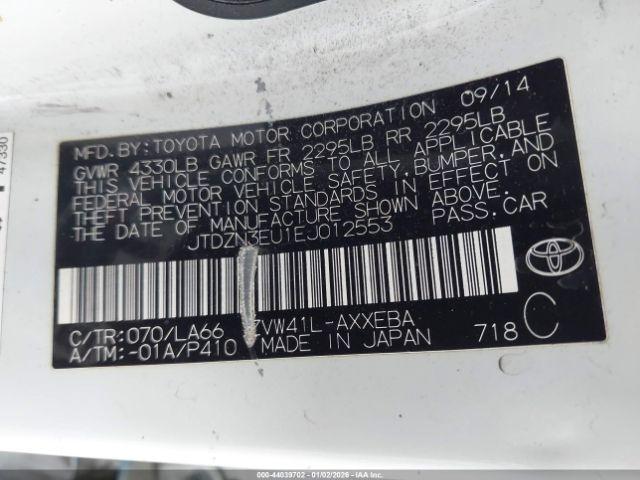 MFD.BY:TOYOTA MOTOR CORPORATION 09/14
GVWR 4330LB GAWR FR 2295LB RR 2295LB
THIS VEHICLE CONFORMS TO ALL APPLICABLE
FEDERAL MOTOR VEHICLE SAFETY,BUMPER,AND
THEFT PREVENTION STANDARDS IN EFFECT ON
THE DATE OF MANUFACTURE SHOWN ABOVE.
JTDZN3EU1EJ012553 PASS.CAR
C/TR:070/LA66 ZVW41L-AXXEBA
A/TM:-01A/P410 MADE IN JAPAN 718 C
47330
000-44039702 - 01/02/2026 - IAAHOLDINGS, LLC